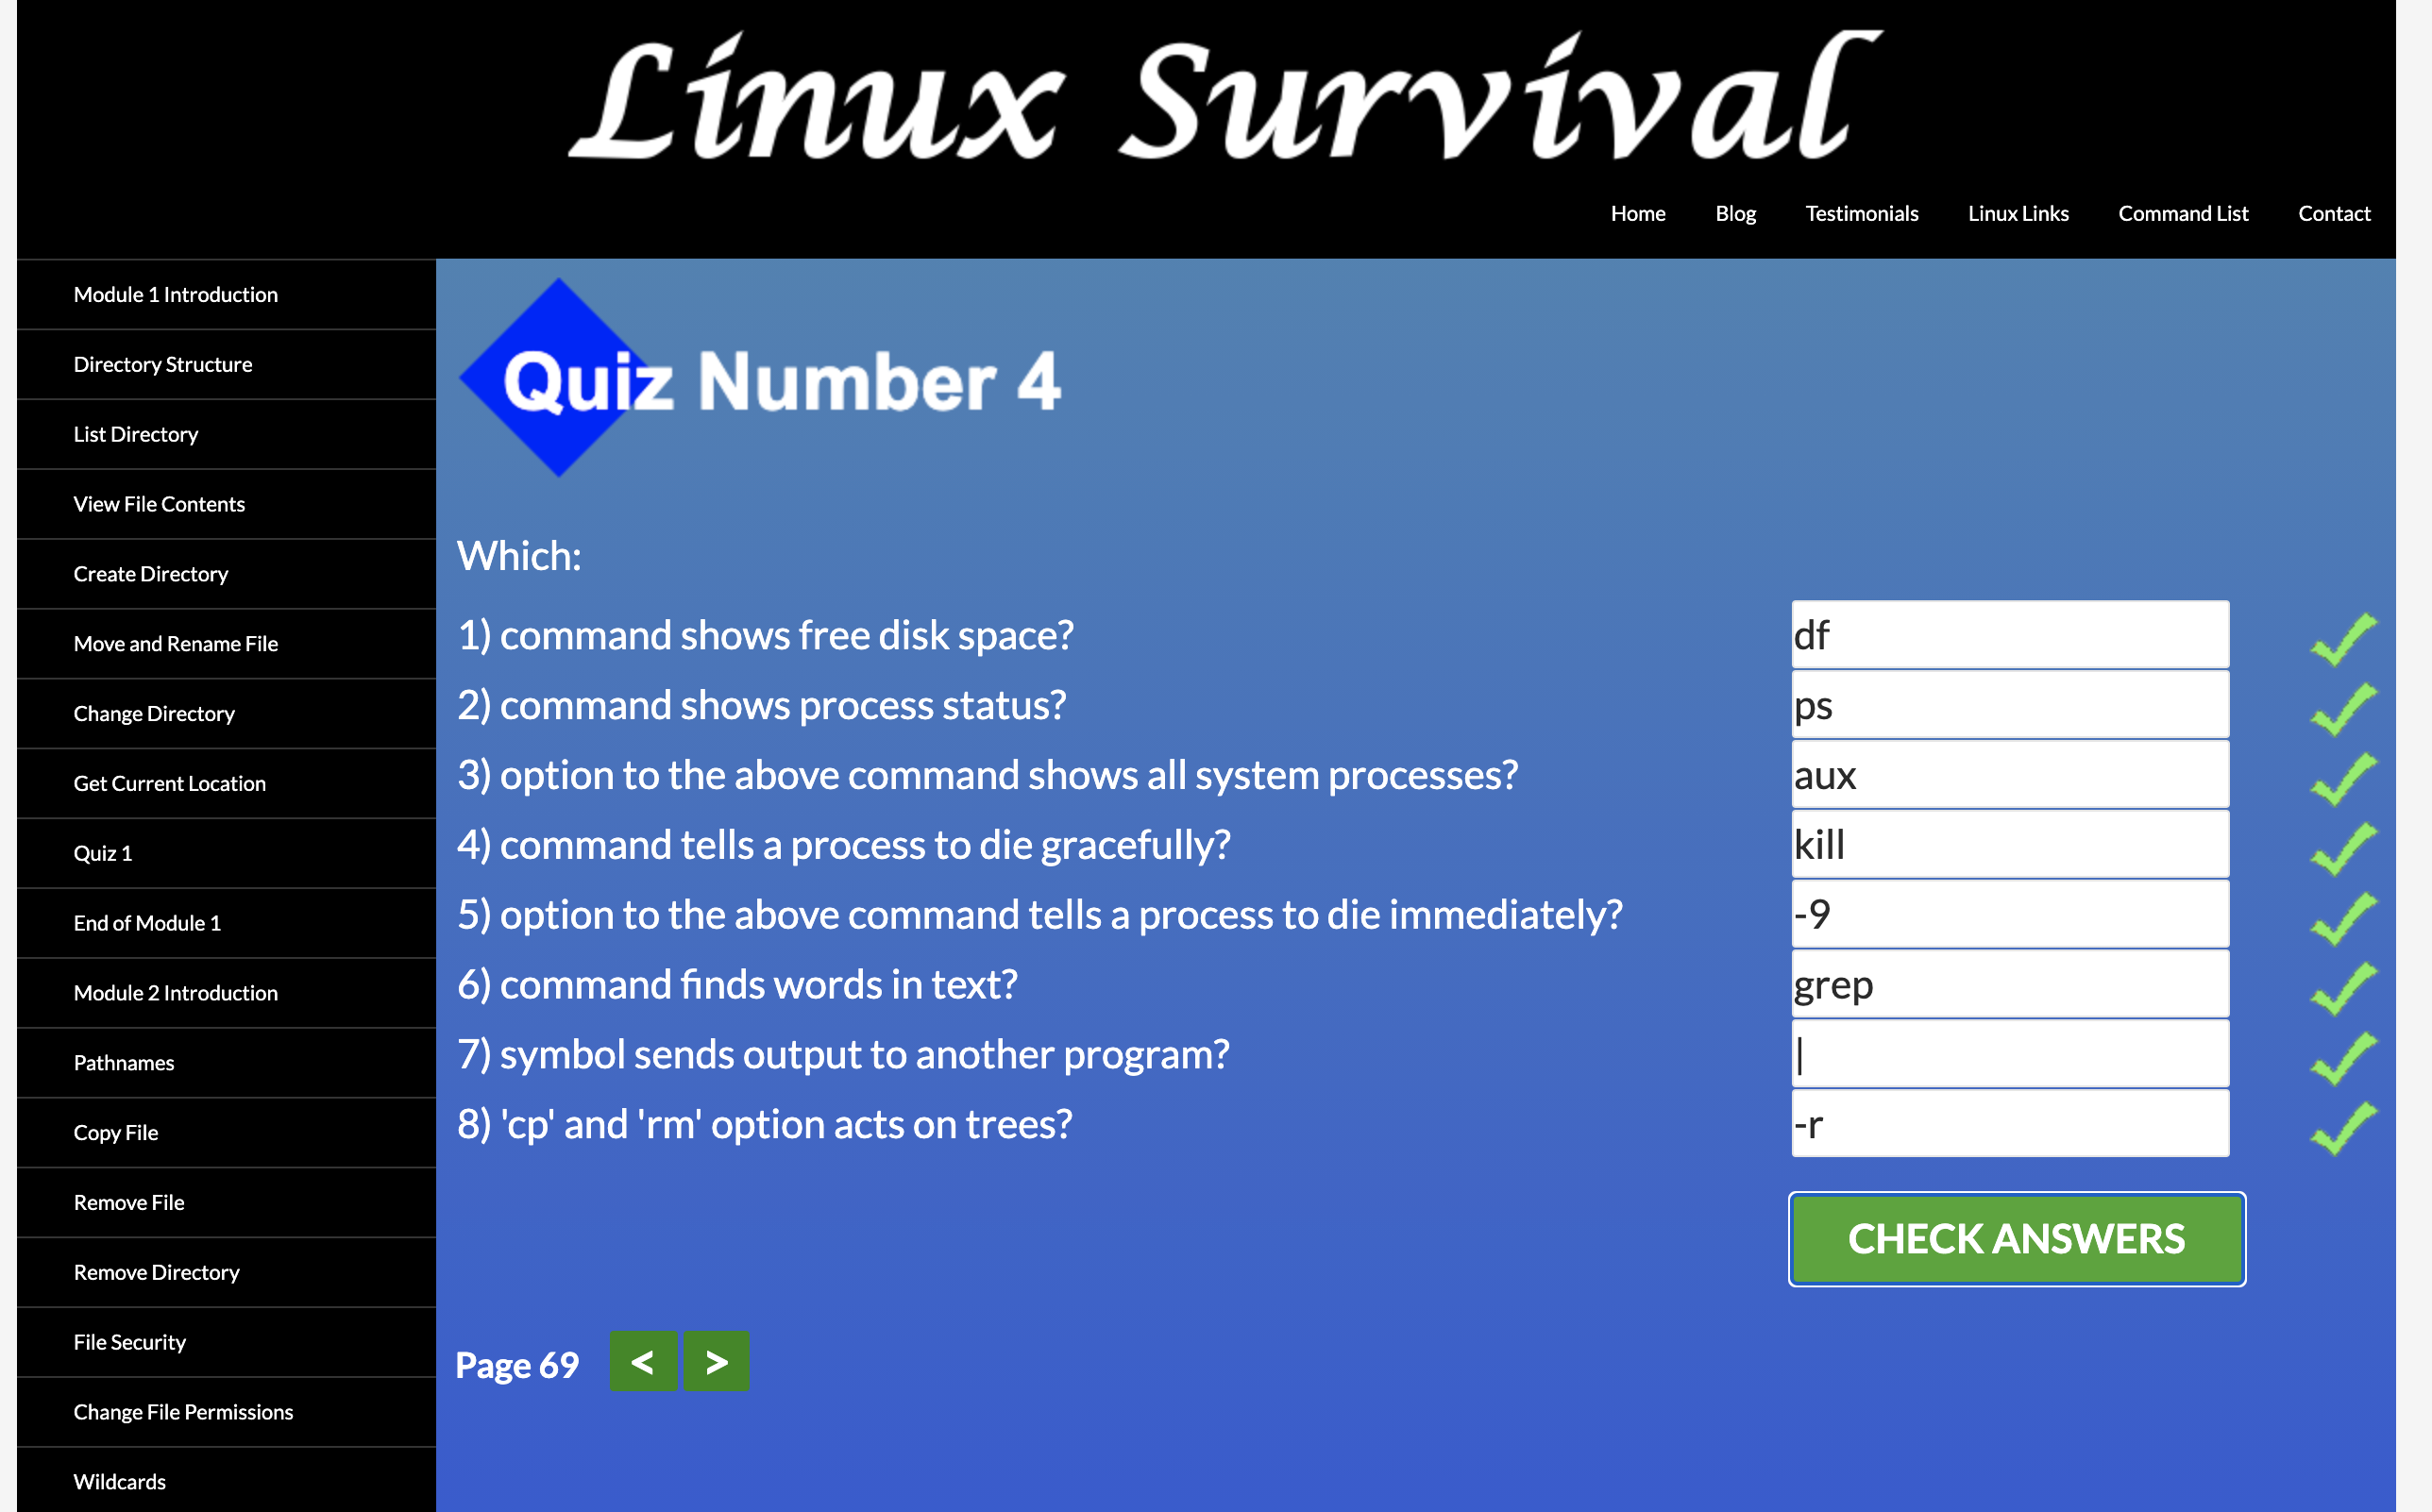 Linux Survival
Home Blog Testimonials Linux Links Command List Contact
Module 1 Introduction
Directory Structure
List Directory
View File Contents
Create Directory
Move and Rename File
Change Directory
Get Current Location
Quiz 1
End of Module 1
Module 2 Introduction
Pathnames
Copy File
Remove File
Remove Directory
File Security
Change File Permissions
Wildcards
Quiz Number 4
Which:
1) command shows free disk space? df
2) command shows process status? ps
3) option to the above command shows all system processes? aux
4) command tells a process to die gracefully? kill
5) option to the above command tells a process to die immediately? -9
6) command finds words in text? grep
7) symbol sends output to another program? |
8) 'cp' and 'rm' option acts on trees? -r
CHECK ANSWERS
Page 69 < >